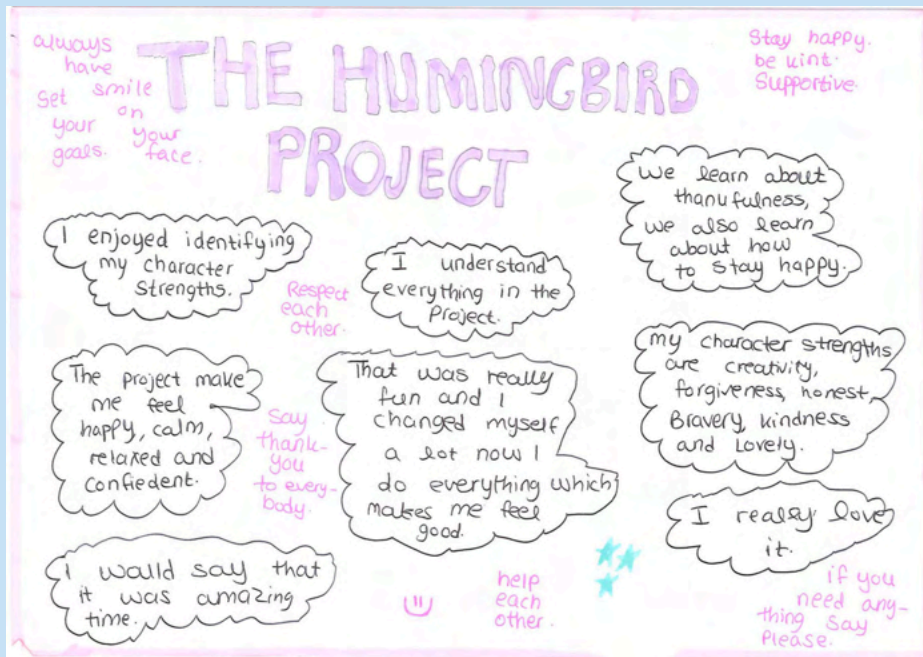 always
have
smile
on
your
face.
Set
your
goals.
THE HUMINGBIRD
PROJECT
Stay happy.
be kint.
Supportive.
I enjoyed identifying
my character
Strengths.
Respect
each
other.
I understand
everything in the
Project.
we learn about
thankfulness,
we also learn
about how
to stay happy.
The project make
me feel
happy, calm,
relaxed and
confiedent.
Say
thank-
you
to every-
body.
That was really
fun and I
changed myself
a lot now I
do everything which
makes me feel
good.
my character strengths
are creativity,
forgiveness, honest,
Bravery, kindness
and Lovely.
I really love
it.
I would say that
it was amazing
time.
help
each
other.
if you
need any-
thing say
Please.